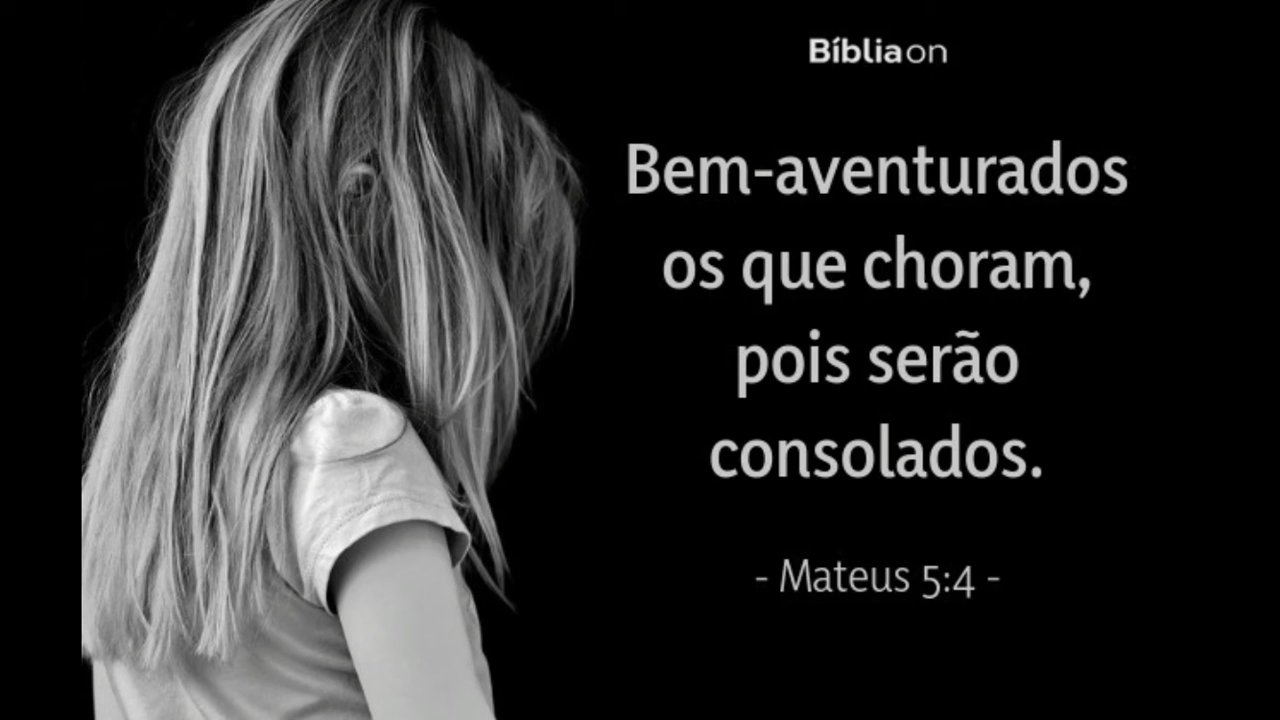 Bíbliaon
Bem-aventurados
os que choram,
pois serão
consolados.
- Mateus 5:4 -